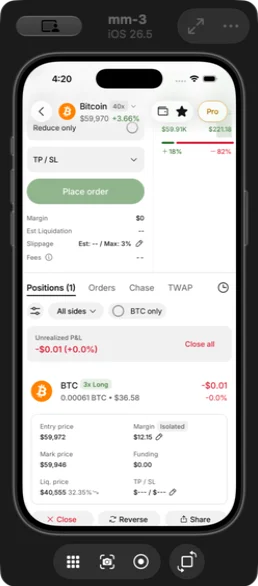 mm-3
iOS 26.5
4:20
Bitcoin 40x
$59,970 +3.66%
Pro
Reduce only
$59.91K $221.18
+ 18% − 82%
TP / SL
Place order
Margin $0
Est Liquidation --
Slippage Est: -- / Max: 3%
Fees --
Positions (1) Orders Chase TWAP
All sides BTC only
Unrealized P&L
-$0.01 (+0.0%)
Close all
BTC 3x Long -$0.01
0.00061 BTC • $36.58 -0.0%
Entry price Margin Isolated
$59,972 $12.15
Mark price Funding
$59,946 $0.00
Liq. price TP / SL
$40,555 32.35% $--- / $---
Close Reverse Share